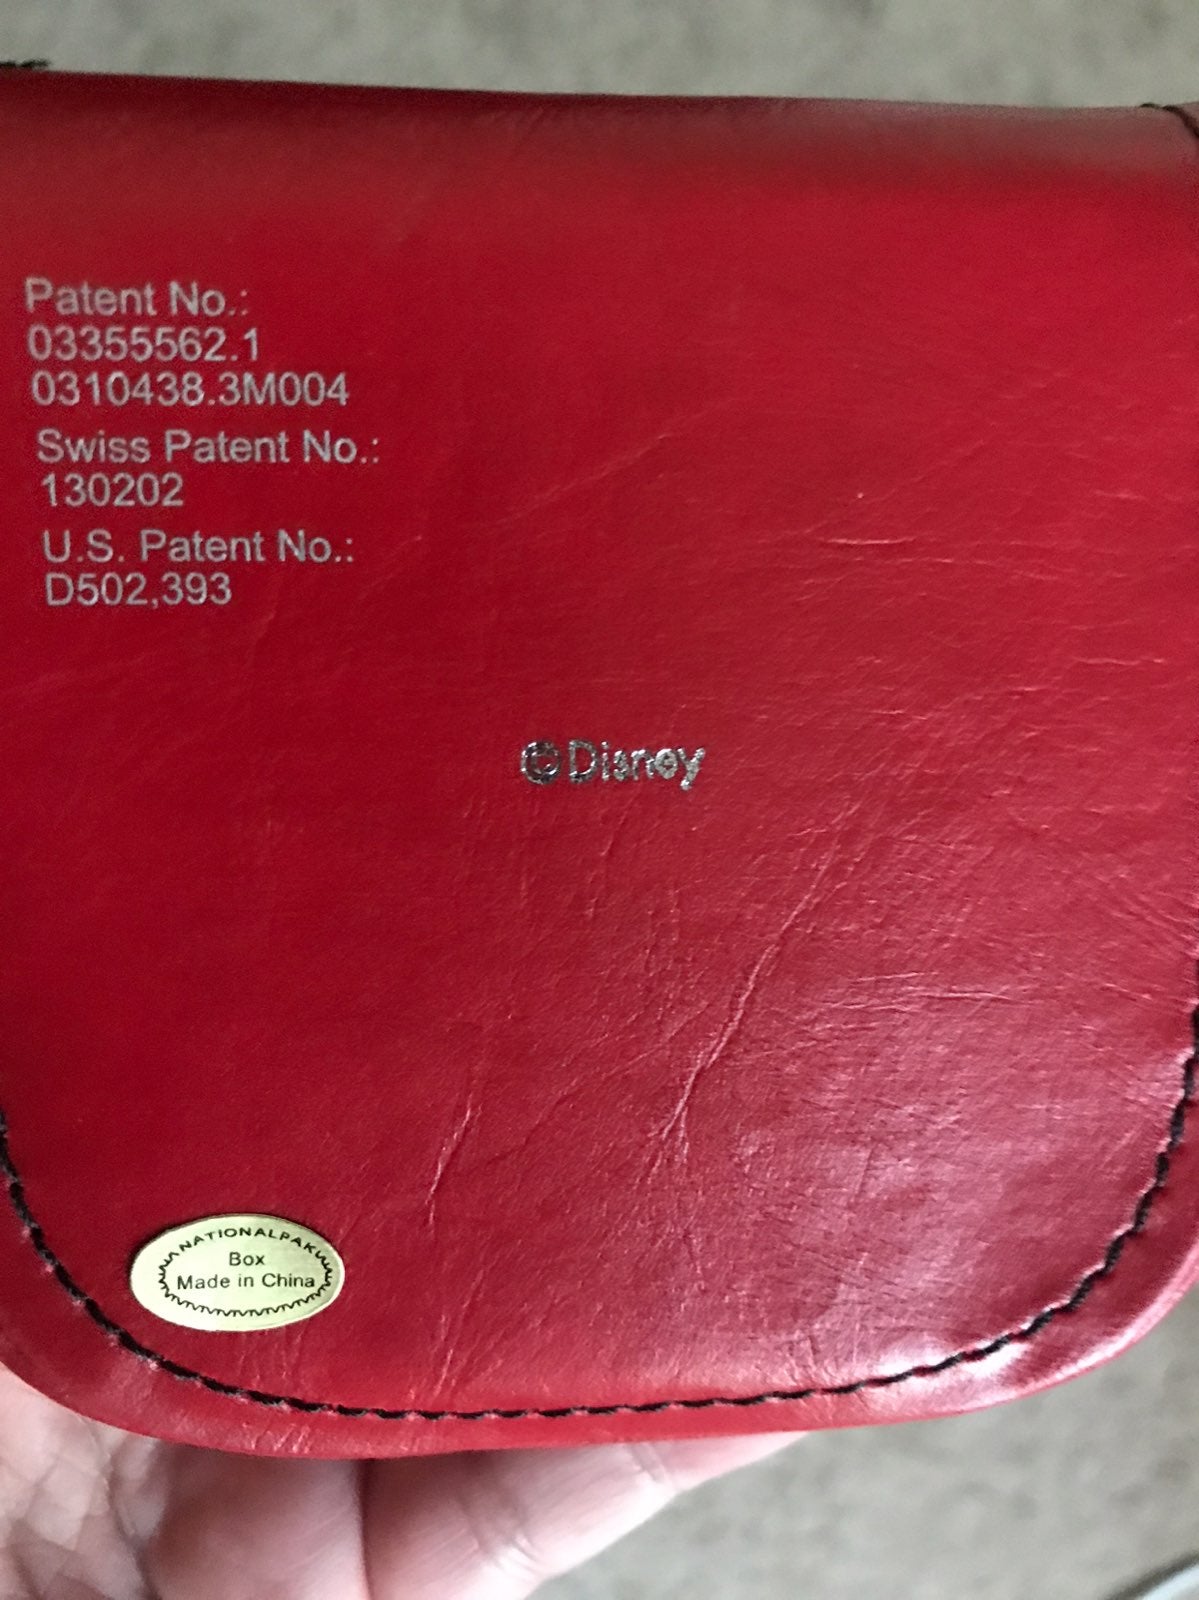 Patent No.:
03355562.1
0310438.3M004
Swiss Patent No.:
130202
U.S. Patent No.:
D502,393
©Disney
NATIONALPAK
Box
Made in China